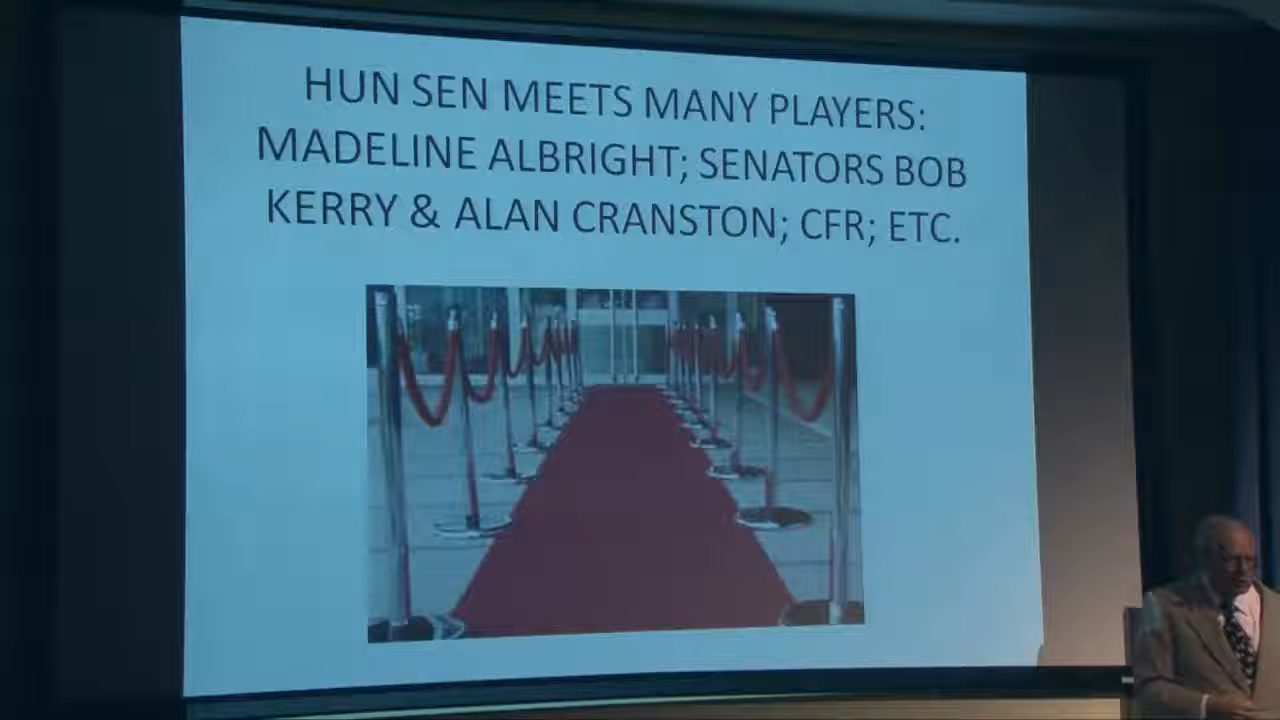 HUN SEN MEETS MANY PLAYERS:
MADELINE ALBRIGHT; SENATORS BOB
KERRY & ALAN CRANSTON; CFR; ETC.